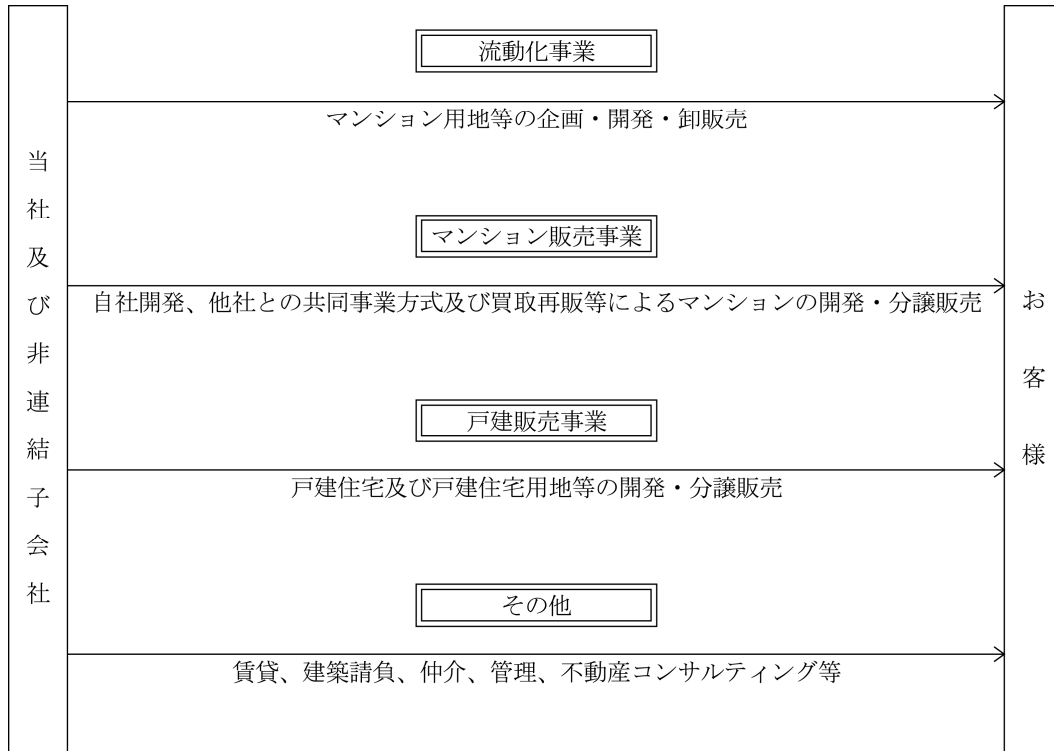 流動化事業
マンション用地等の企画・開発・卸販売
当社及び非連結子会社
マンション販売事業
自社開発、他社との共同事業方式及び買取再販等によるマンションの開発・分譲販売
お客様
戸建販売事業
戸建住宅及び戸建住宅用地等の開発・分譲販売
その他
賃貸、建築請負、仲介、管理、不動産コンサルティング等